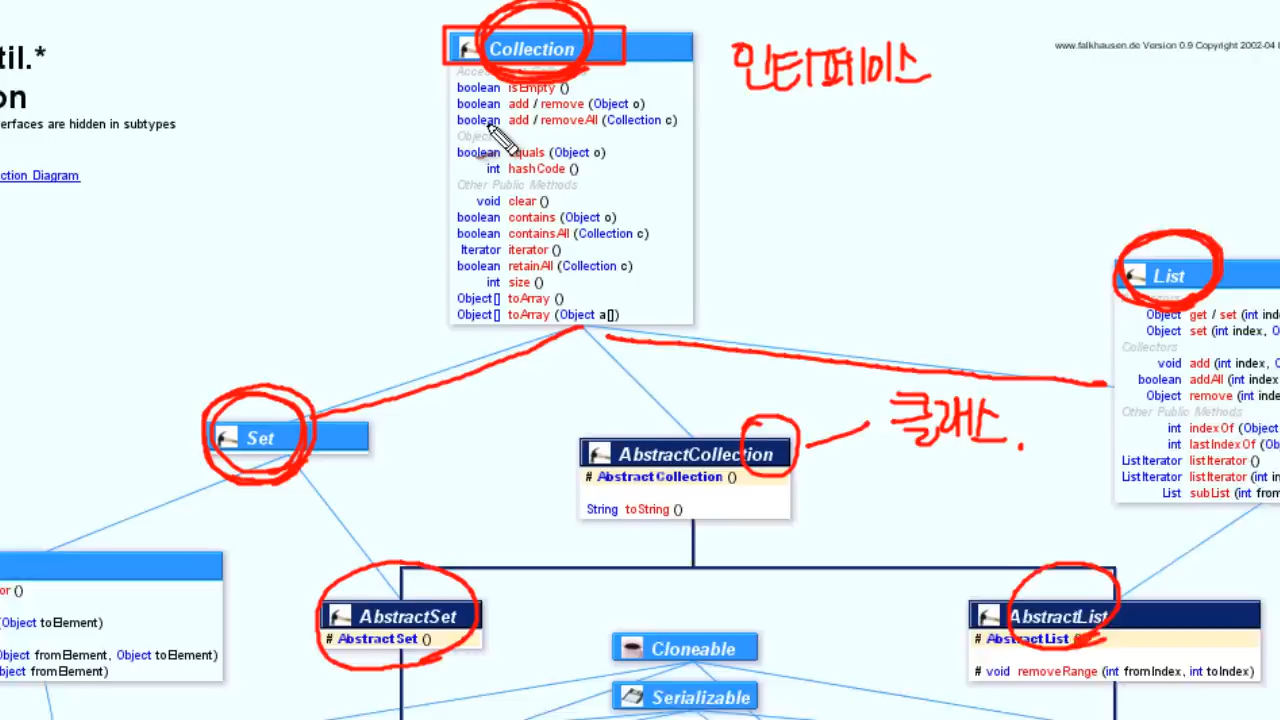 til.*
on
erfaces are hidden in subtypes
ction Diagram
www.falkhausen.de Version 0.9 Copyright 2002-04
Collection
인터페이스
boolean isEmpty ()
boolean add / remove (Object o)
boolean add / removeAll (Collection c)
boolean equals (Object o)
int hashCode ()
Other Public Methods
void clear ()
boolean contains (Object o)
boolean containsAll (Collection c)
Iterator iterator ()
boolean retainAll (Collection c)
int size ()
Object[] toArray ()
Object[] toArray (Object a[])
List
Object get / set (int ind
Object set (int index, O
Collectors
void add (int index, O
boolean addAll (int index
Object remove (int inde
Other Public Methods
int indexOf (Object
int lastIndexOf (Ob
ListIterator listIterator ()
ListIterator listIterator (int in
List subList (int from
Set
AbstractCollection
# AbstractCollection ()
String toString ()
클래스.
or ()
(Object toElement)
Object fromElement, Object toElement)
bject fromElement)
AbstractSet
# AbstractSet ()
Cloneable
Serializable
AbstractList
# AbstractList ()
# void removeRange (int fromIndex, int toIndex)